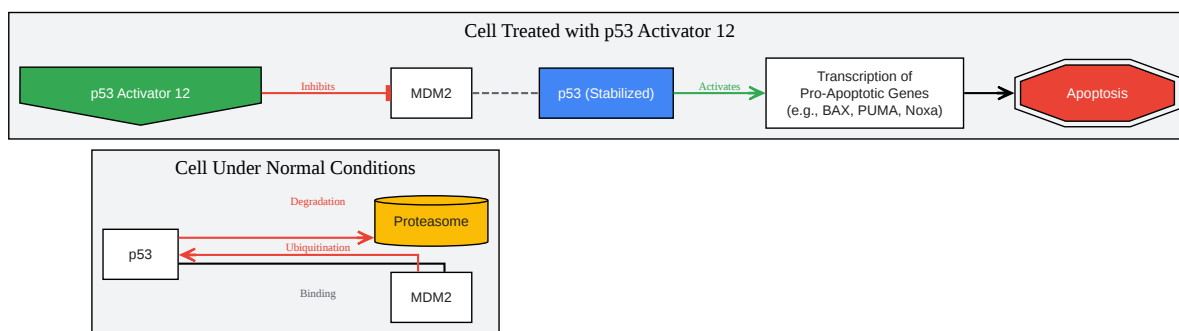 Cell Treated with p53 Activator 12
p53 Activator 12
Inhibits
MDM2
p53 (Stabilized)
Activates
Transcription of
Pro-Apoptotic Genes
(e.g., BAX, PUMA, Noxa)
Apoptosis
Cell Under Normal Conditions
Degradation
Proteasome
p53
Ubiquitination
Binding
MDM2